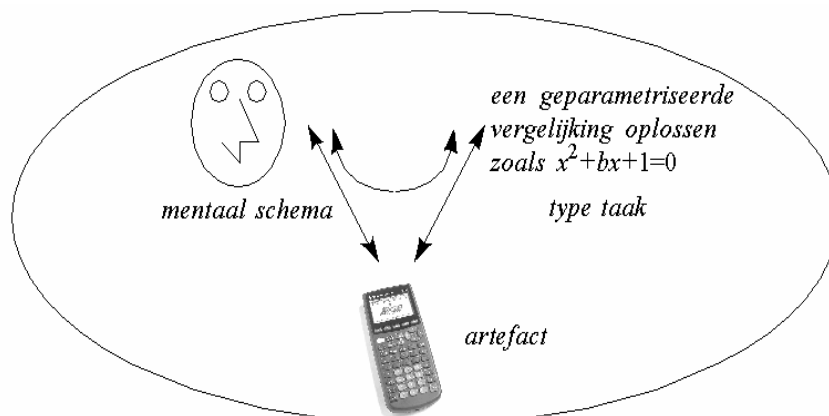 een geparametriseerde
vergelijking oplossen
zoals x²+bx+1=0
mentaal schema
type taak
artefact